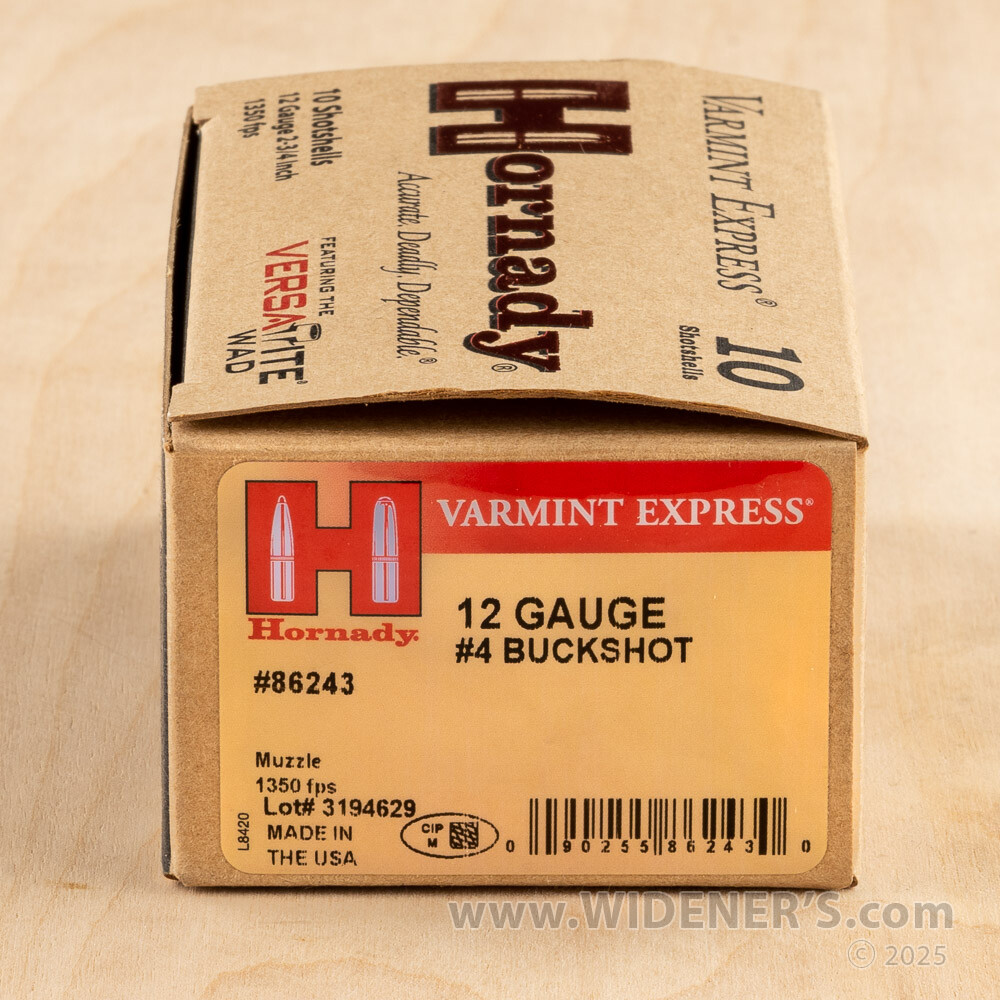 VARMINT EXPRESS®
10
Shotshells
Hornady®
Accurate. Deadly. Dependable.®
10 Shotshells
12 Gauge 2-3/4 Inch
1350 fps
FEATURING THE
VERSATITE®
WAD
H VARMINT EXPRESS®
Hornady.
12 GAUGE
#4 BUCKSHOT
#86243
Muzzle
1350 fps
Lot# 3194629
MADE IN
THE USA
L8420
CIP
M
0 90255 86243 0
www.WIDENER'S.com
© 2025